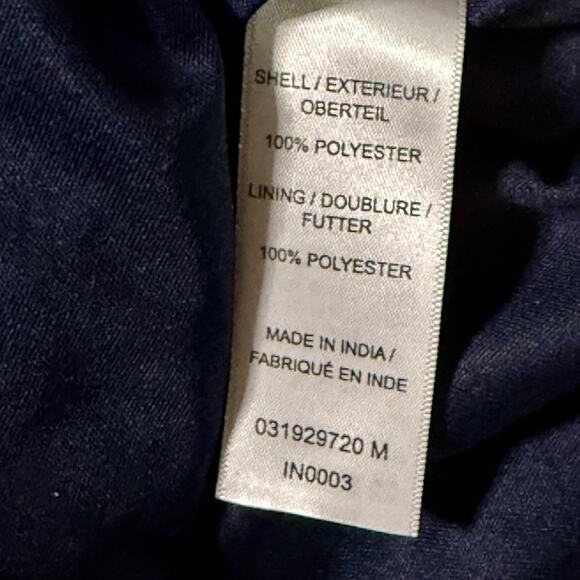 SHELL / EXTERIEUR /
OBERTEIL
100% POLYESTER
LINING / DOUBLURE /
FUTTER
100% POLYESTER
MADE IN INDIA /
FABRIQUÉ EN INDE
031929720 M
IN0003